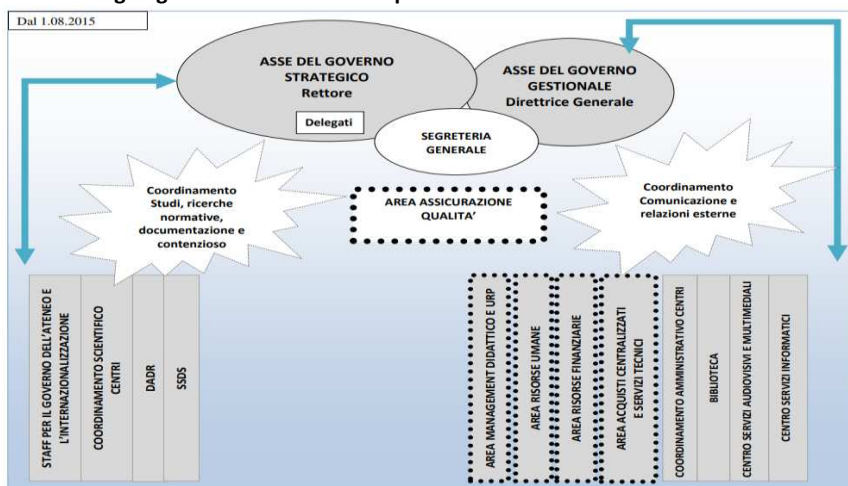 Dal 1.08.2015
ASSE DEL GOVERNO
STRATEGICO
Rettore
Delegati
ASSE DEL GOVERNO
GESTIONALE
Direttrice Generale
SEGRETERIA
GENERALE
Coordinamento
Studi, ricerche
normative,
documentazione e
contenzioso
AREA ASSICURAZIONE
QUALITA'
Coordinamento
Comunicazione e
relazioni esterne
STAFF PER IL GOVERNO DELL'ATENEO E
L'INTERNAZIONALIZZAZIONE
COORDINAMENTO SCIENTIFICO
CENTRI
DADR
SSDS
AREA MANAGEMENT DIDATTICO E URP
AREA RISORSE UMANE
AREA RISORSE FINANZIARIE
AREA ACQUISTI CENTRALIZZATI
E SERVIZI TECNICI
COORDINAMENTO AMMINISTRATIVO CENTRI
BIBLIOTECA
CENTRO SERVIZI AUDIOVISIVI E MULTIMEDIALI
CENTRO SERVIZI INFORMATICI